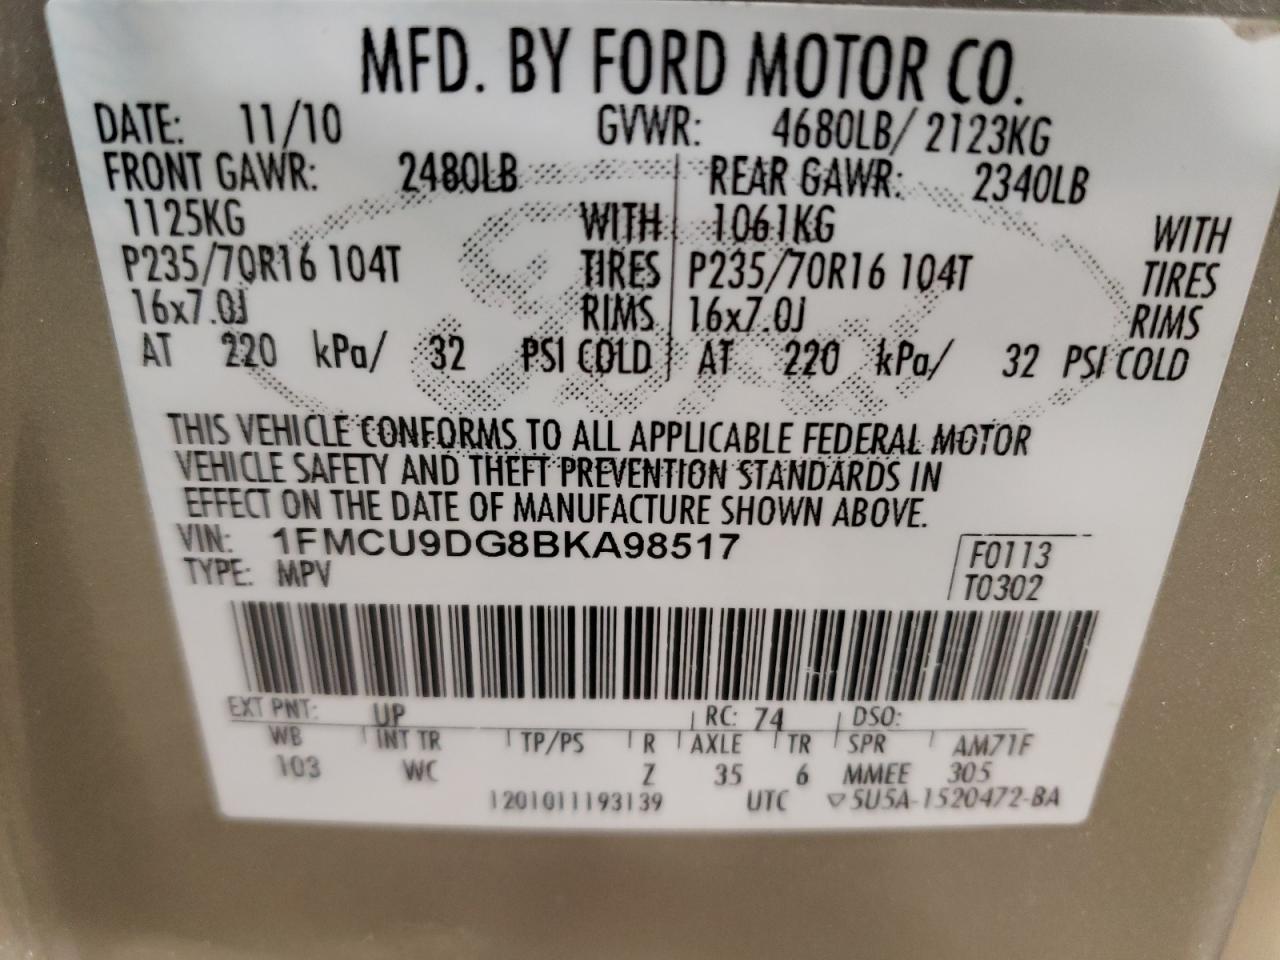 MFD. BY FORD MOTOR CO.
DATE: 11/10 GVWR: 4680LB/ 2123KG
FRONT GAWR: 2480LB REAR GAWR: 2340LB
1125KG WITH 1061KG WITH
P235/70R16 104T TIRES P235/70R16 104T TIRES
16x7.0J RIMS 16x7.0J RIMS
AT 220 kPa/ 32 PSI COLD AT 220 kPa/ 32 PSI COLD
THIS VEHICLE CONFORMS TO ALL APPLICABLE FEDERAL MOTOR
VEHICLE SAFETY AND THEFT PREVENTION STANDARDS IN
EFFECT ON THE DATE OF MANUFACTURE SHOWN ABOVE.
VIN: 1FMCU9DG8BKA98517 F0113
TYPE: MPV T0302
EXT PNT: UP RC: 74 DSO:
WB INT TR TP/PS R AXLE TR SPR AM71F
103 WC Z 35 6 MMEE 305
1201011193139 UTC ▽5U5A-1520472-BA